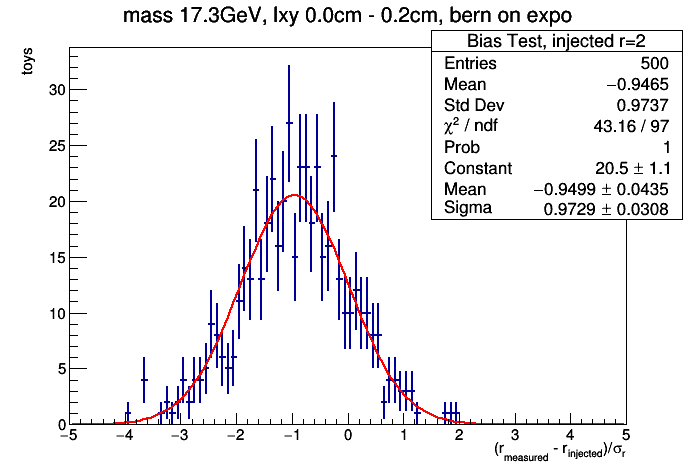 mass 17.3GeV, lxy 0.0cm - 0.2cm, bern on expo
toys
Bias Test, injected r=2
Entries 500
Mean −0.9465
Std Dev 0.9737
χ² / ndf 43.16 / 97
Prob 1
Constant 20.5 ± 1.1
Mean −0.9499 ± 0.0435
Sigma 0.9729 ± 0.0308
30
25
20
15
10
5
0
−5 −4 −3 −2 −1 0 1 2 3 4 5
(r_measured - r_injected)/σ_r